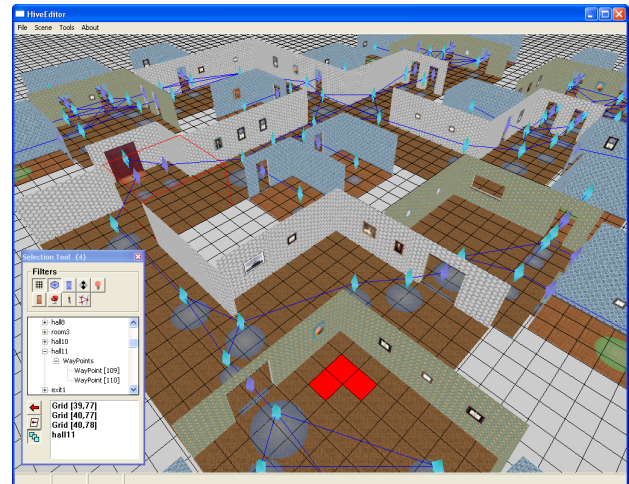 HiveEditor
File Scene Tools About
Selection Tool (4)
Filters
hall8
room3
hall10
hall11
WayPoints
WayPoint [109]
WayPoint [110]
exit1
Grid [39,77]
Grid [40,77]
Grid [40,78]
hall11